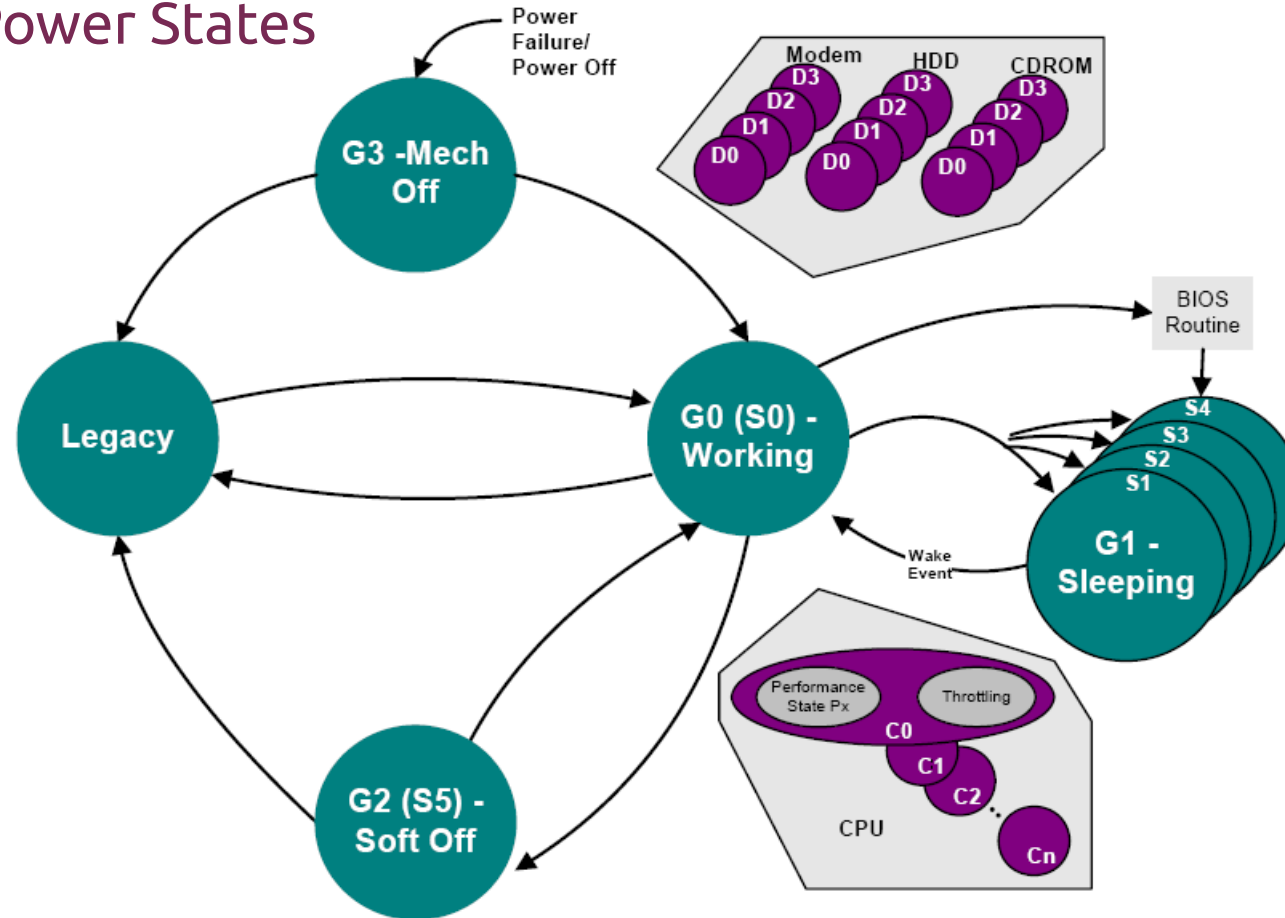 Power States
Power
Failure/
Power Off
Modem
HDD
CDROM
D3
D2
D1
D0
D3
D2
D1
D0
D3
D2
D1
D0
G3 -Mech
Off
BIOS
Routine
Legacy
G0 (S0) -
Working
S4
S3
S2
S1
G1 -
Sleeping
Wake
Event
Performance
State Px
Throttling
C0
C1
C2
Cn
CPU
G2 (S5) -
Soft Off